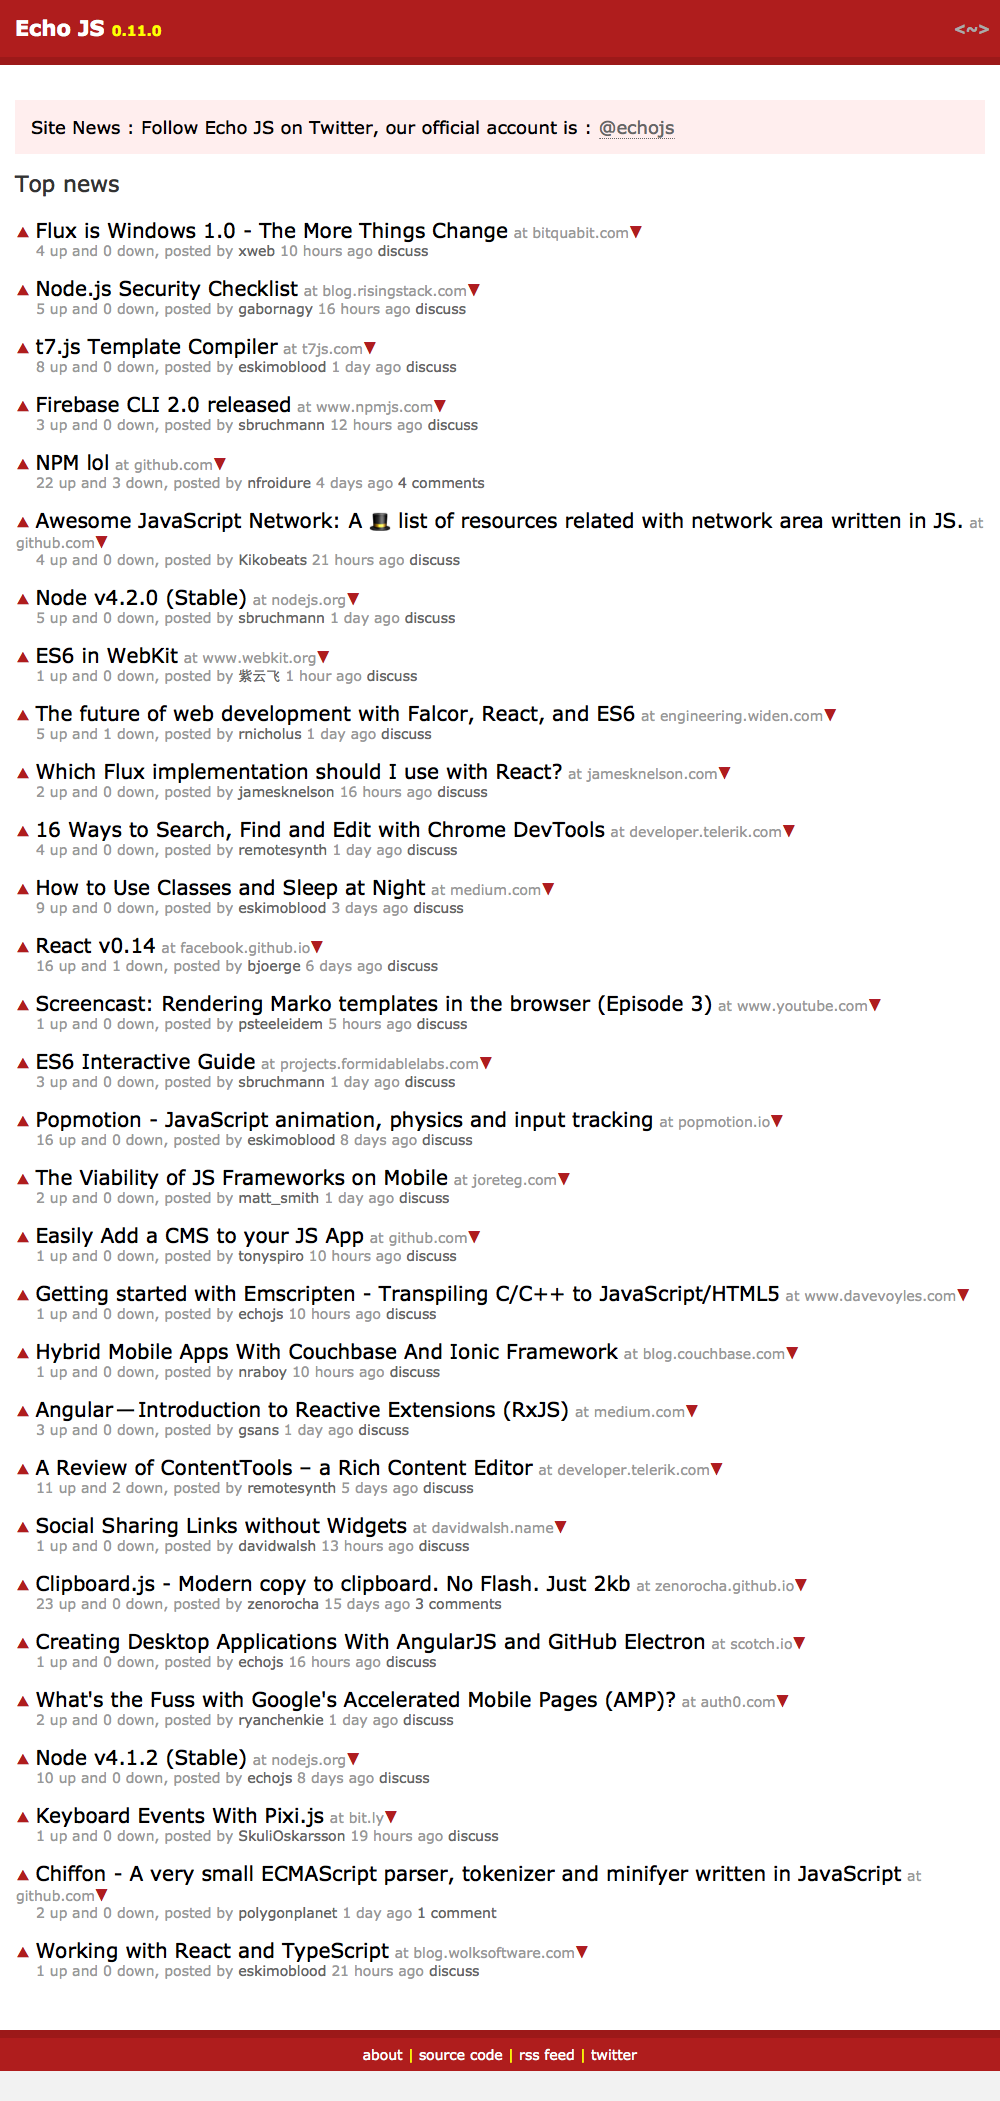 Echo JS 0.11.0 <~>
Site News : Follow Echo JS on Twitter, our official account is : @echojs
Top news
▲ Flux is Windows 1.0 - The More Things Change at bitquabit.com▼
4 up and 0 down, posted by xweb 10 hours ago discuss
▲ Node.js Security Checklist at blog.risingstack.com▼
5 up and 0 down, posted by gabornagy 16 hours ago discuss
▲ t7.js Template Compiler at t7js.com▼
8 up and 0 down, posted by eskimoblood 1 day ago discuss
▲ Firebase CLI 2.0 released at www.npmjs.com▼
3 up and 0 down, posted by sbruchmann 12 hours ago discuss
▲ NPM lol at github.com▼
22 up and 3 down, posted by nfroidure 4 days ago 4 comments
▲ Awesome JavaScript Network: A 🎩 list of resources related with network area written in JS. at
github.com▼
4 up and 0 down, posted by Kikobeats 21 hours ago discuss
▲ Node v4.2.0 (Stable) at nodejs.org▼
5 up and 0 down, posted by sbruchmann 1 day ago discuss
▲ ES6 in WebKit at www.webkit.org▼
1 up and 0 down, posted by 紫云飞 1 hour ago discuss
▲ The future of web development with Falcor, React, and ES6 at engineering.widen.com▼
5 up and 1 down, posted by rnicholus 1 day ago discuss
▲ Which Flux implementation should I use with React? at jamesknelson.com▼
2 up and 0 down, posted by jamesknelson 16 hours ago discuss
▲ 16 Ways to Search, Find and Edit with Chrome DevTools at developer.telerik.com▼
4 up and 0 down, posted by remotesynth 1 day ago discuss
▲ How to Use Classes and Sleep at Night at medium.com▼
9 up and 0 down, posted by eskimoblood 3 days ago discuss
▲ React v0.14 at facebook.github.io▼
16 up and 1 down, posted by bjoerge 6 days ago discuss
▲ Screencast: Rendering Marko templates in the browser (Episode 3) at www.youtube.com▼
1 up and 0 down, posted by psteeleidem 5 hours ago discuss
▲ ES6 Interactive Guide at projects.formidablelabs.com▼
3 up and 0 down, posted by sbruchmann 1 day ago discuss
▲ Popmotion - JavaScript animation, physics and input tracking at popmotion.io▼
16 up and 0 down, posted by eskimoblood 8 days ago discuss
▲ The Viability of JS Frameworks on Mobile at joreteg.com▼
2 up and 0 down, posted by matt_smith 1 day ago discuss
▲ Easily Add a CMS to your JS App at github.com▼
1 up and 0 down, posted by tonyspiro 10 hours ago discuss
▲ Getting started with Emscripten - Transpiling C/C++ to JavaScript/HTML5 at www.davevoyles.com▼
1 up and 0 down, posted by echojs 10 hours ago discuss
▲ Hybrid Mobile Apps With Couchbase And Ionic Framework at blog.couchbase.com▼
1 up and 0 down, posted by nraboy 10 hours ago discuss
▲ Angular — Introduction to Reactive Extensions (RxJS) at medium.com▼
3 up and 0 down, posted by gsans 1 day ago discuss
▲ A Review of ContentTools – a Rich Content Editor at developer.telerik.com▼
11 up and 2 down, posted by remotesynth 5 days ago discuss
▲ Social Sharing Links without Widgets at davidwalsh.name▼
1 up and 0 down, posted by davidwalsh 13 hours ago discuss
▲ Clipboard.js - Modern copy to clipboard. No Flash. Just 2kb at zenorocha.github.io▼
23 up and 0 down, posted by zenorocha 15 days ago 3 comments
▲ Creating Desktop Applications With AngularJS and GitHub Electron at scotch.io▼
1 up and 0 down, posted by echojs 16 hours ago discuss
▲ What's the Fuss with Google's Accelerated Mobile Pages (AMP)? at auth0.com▼
2 up and 0 down, posted by ryanchenkie 1 day ago discuss
▲ Node v4.1.2 (Stable) at nodejs.org▼
10 up and 0 down, posted by echojs 8 days ago discuss
▲ Keyboard Events With Pixi.js at bit.ly▼
1 up and 0 down, posted by SkuliOskarsson 19 hours ago discuss
▲ Chiffon - A very small ECMAScript parser, tokenizer and minifyer written in JavaScript at
github.com▼
2 up and 0 down, posted by polygonplanet 1 day ago 1 comment
▲ Working with React and TypeScript at blog.wolksoftware.com▼
1 up and 0 down, posted by eskimoblood 21 hours ago discuss
about | source code | rss feed | twitter